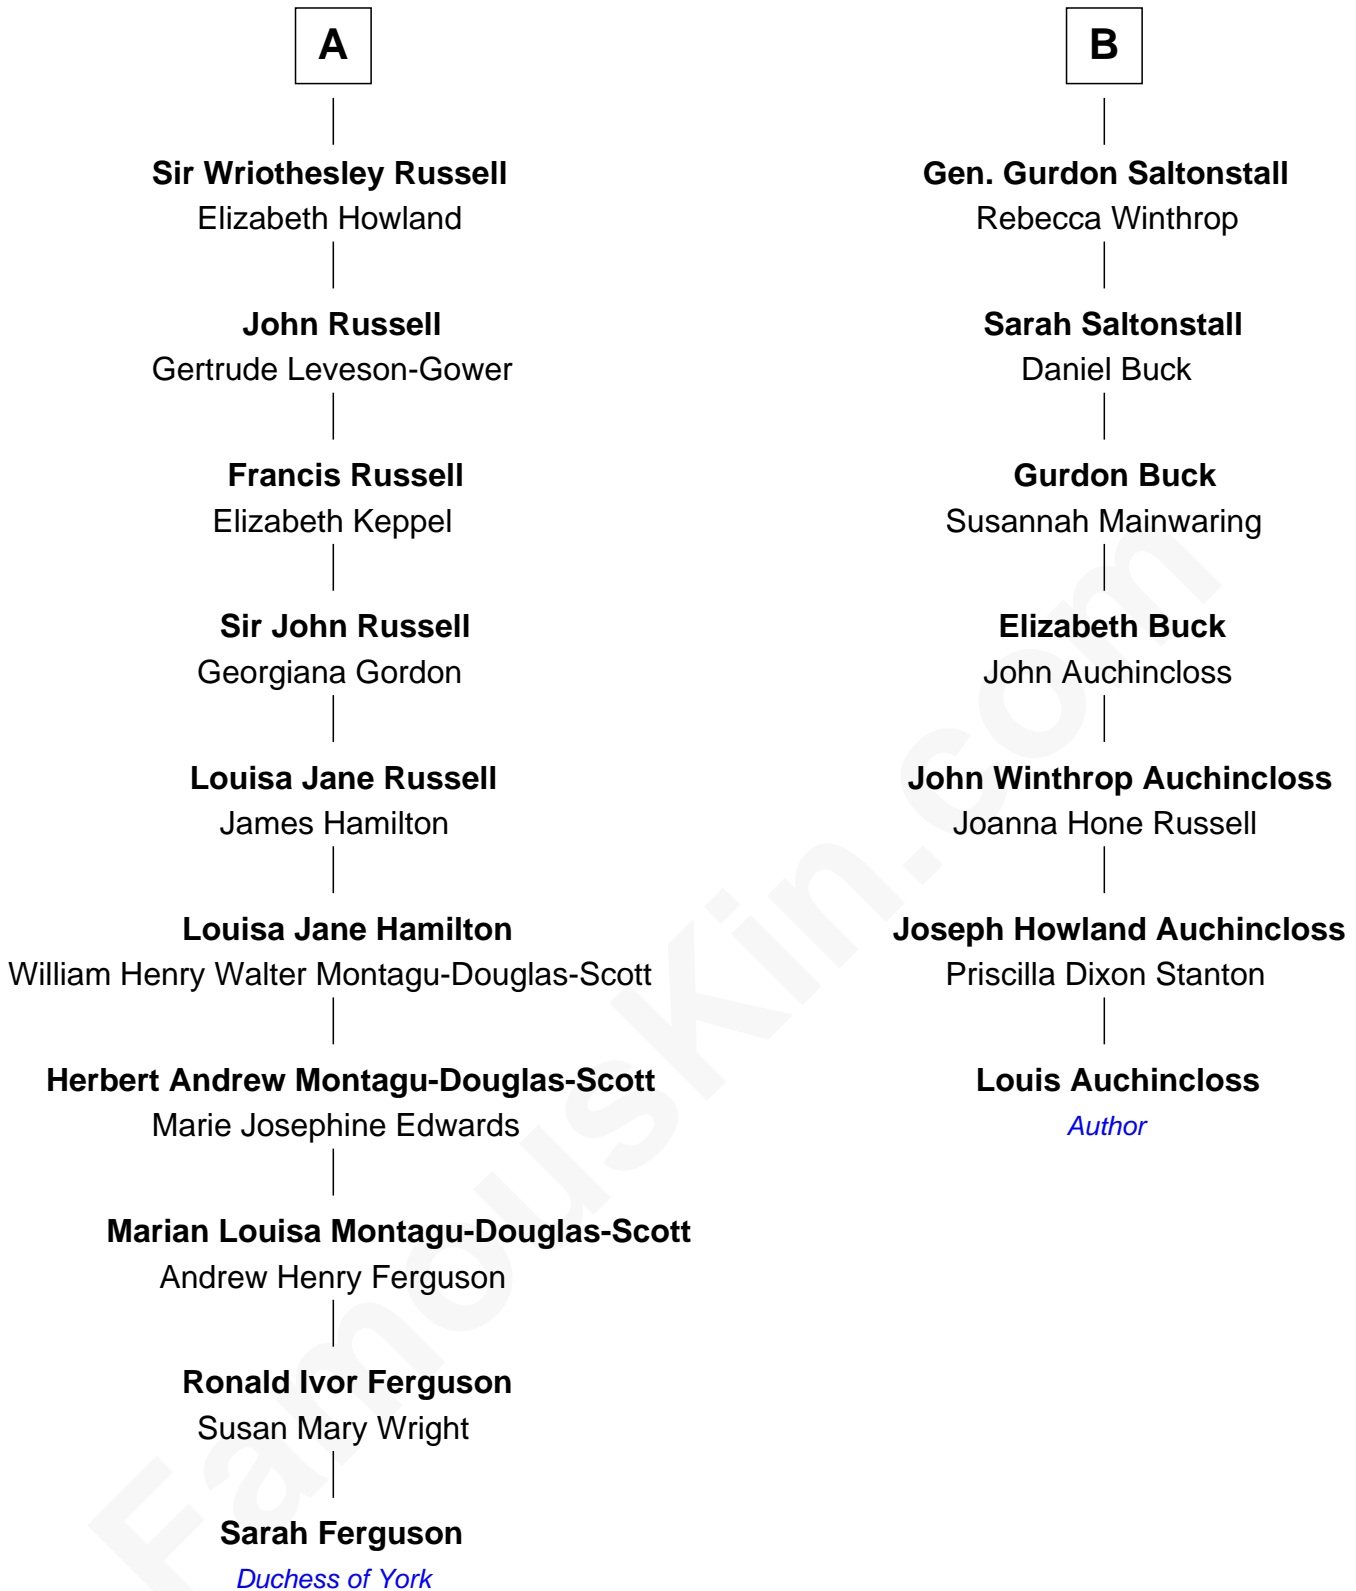 A
Sir Wriothesley Russell
Elizabeth Howland
John Russell
Gertrude Leveson-Gower
Francis Russell
Elizabeth Keppel
Sir John Russell
Georgiana Gordon
Louisa Jane Russell
James Hamilton
Louisa Jane Hamilton
William Henry Walter Montagu-Douglas-Scott
Herbert Andrew Montagu-Douglas-Scott
Marie Josephine Edwards
Marian Louisa Montagu-Douglas-Scott
Andrew Henry Ferguson
Ronald Ivor Ferguson
Susan Mary Wright
Sarah Ferguson
Duchess of York
B
Gen. Gurdon Saltonstall
Rebecca Winthrop
Sarah Saltonstall
Daniel Buck
Gurdon Buck
Susannah Mainwaring
Elizabeth Buck
John Auchincloss
John Winthrop Auchincloss
Joanna Hone Russell
Joseph Howland Auchincloss
Priscilla Dixon Stanton
Louis Auchincloss
Author
FamousKin.com